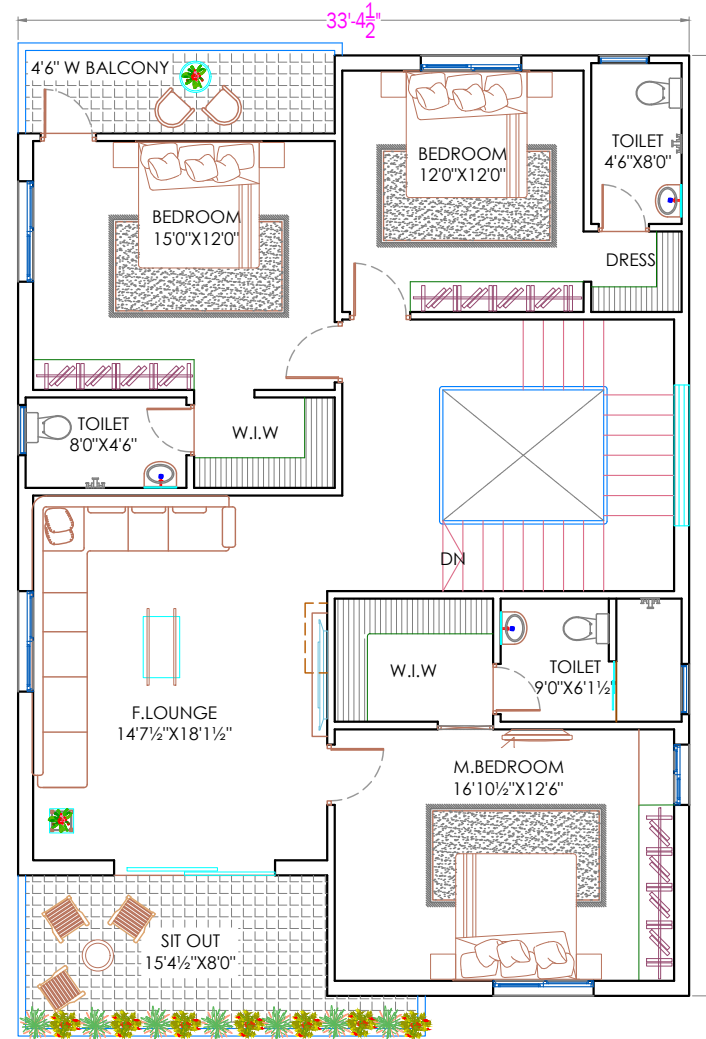 33'-4½"
4'6" W BALCONY
BEDROOM
12'0"X12'0"
TOILET
4'6"X8'0"
BEDROOM
15'0"X12'0"
DRESS
TOILET
8'0"X4'6"
W.I.W
DN
W.I.W
TOILET
9'0"X6'1½"
F.LOUNGE
14'7½"X18'1½"
M.BEDROOM
16'10½"X12'6"
SIT OUT
15'4½"X8'0"